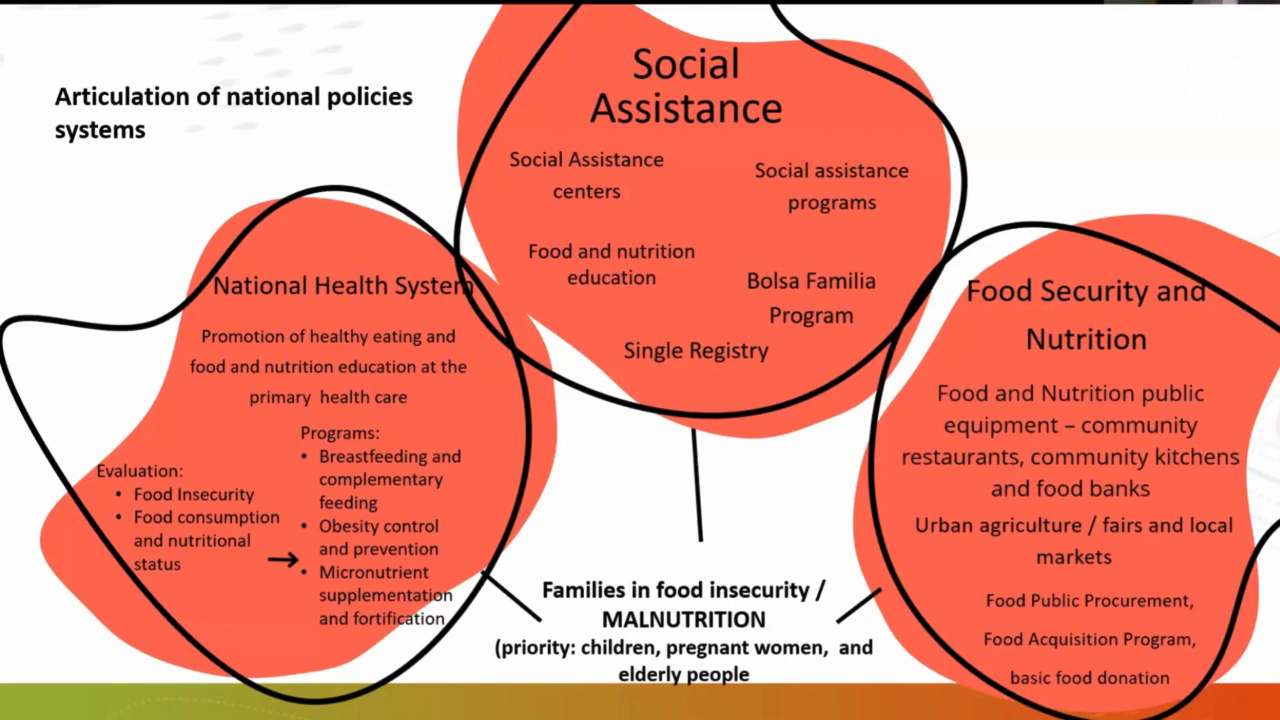 Articulation of national policies
systems
Social
Assistance
Social Assistance
centers
Social assistance
programs
Food and nutrition
education
Bolsa Familia
Program
Single Registry
National Health System
Promotion of healthy eating and
food and nutrition education at the
primary health care
Evaluation:
• Food Insecurity
• Food consumption
and nutritional
status
Programs:
• Breastfeeding and
complementary
feeding
• Obesity control
and prevention
• Micronutrient
supplementation
and fortification
Food Security and
Nutrition
Food and Nutrition public
equipment – community
restaurants, community kitchens
and food banks
Urban agriculture / fairs and local
markets
Food Public Procurement,
Food Acquisition Program,
basic food donation
Families in food insecurity /
MALNUTRITION
(priority: children, pregnant women, and
elderly people